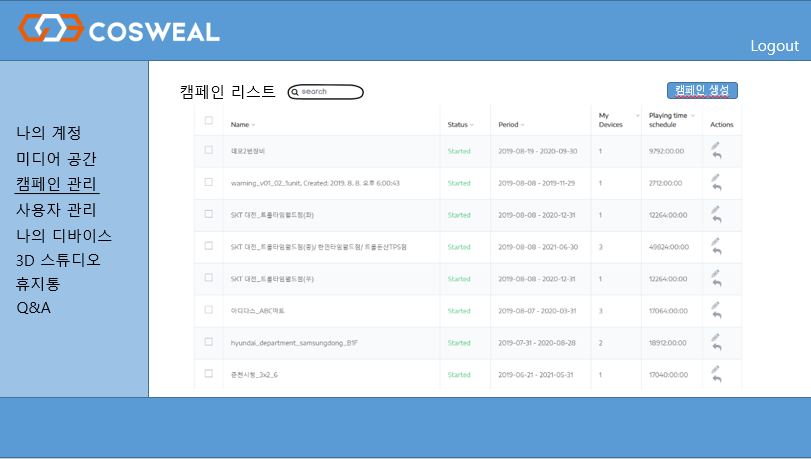 COSWEAL
Logout
캠페인 리스트 search 캠페인 생성
나의 계정
미디어 공간
캠페인 관리
사용자 관리
나의 디바이스
3D 스튜디오
휴지통
Q&A
Name Status Period My Devices Playing time schedule Actions
데모2번장비 Started 2019-08-19 - 2020-09-30 1 9792:00:00
warning_v01_02_1unit, Created: 2019. 8. 8. 오후 6:00:43 Started 2019-08-08 - 2019-11-29 1 2712:00:00
SKT 대전_트롤타임월드점(좌) Started 2019-08-08 - 2020-12-31 1 12264:00:00
SKT 대전_트롤타임월드점(중)/ 한민타임월드점/ 트롤둔산TPS점 Started 2019-08-08 - 2021-06-30 3 49924:00:00
SKT 대전_트롤타임월드점(우) Started 2019-08-08 - 2020-12-31 1 12264:00:00
아디다스_ABC마트 Started 2019-08-07 - 2020-03-31 3 17064:00:00
hyundai_department_samsungdong_B1F Started 2019-07-31 - 2020-08-28 2 18912:00:00
춘천시청_3x2_6 Started 2019-06-21 - 2021-05-31 1 17040:00:00